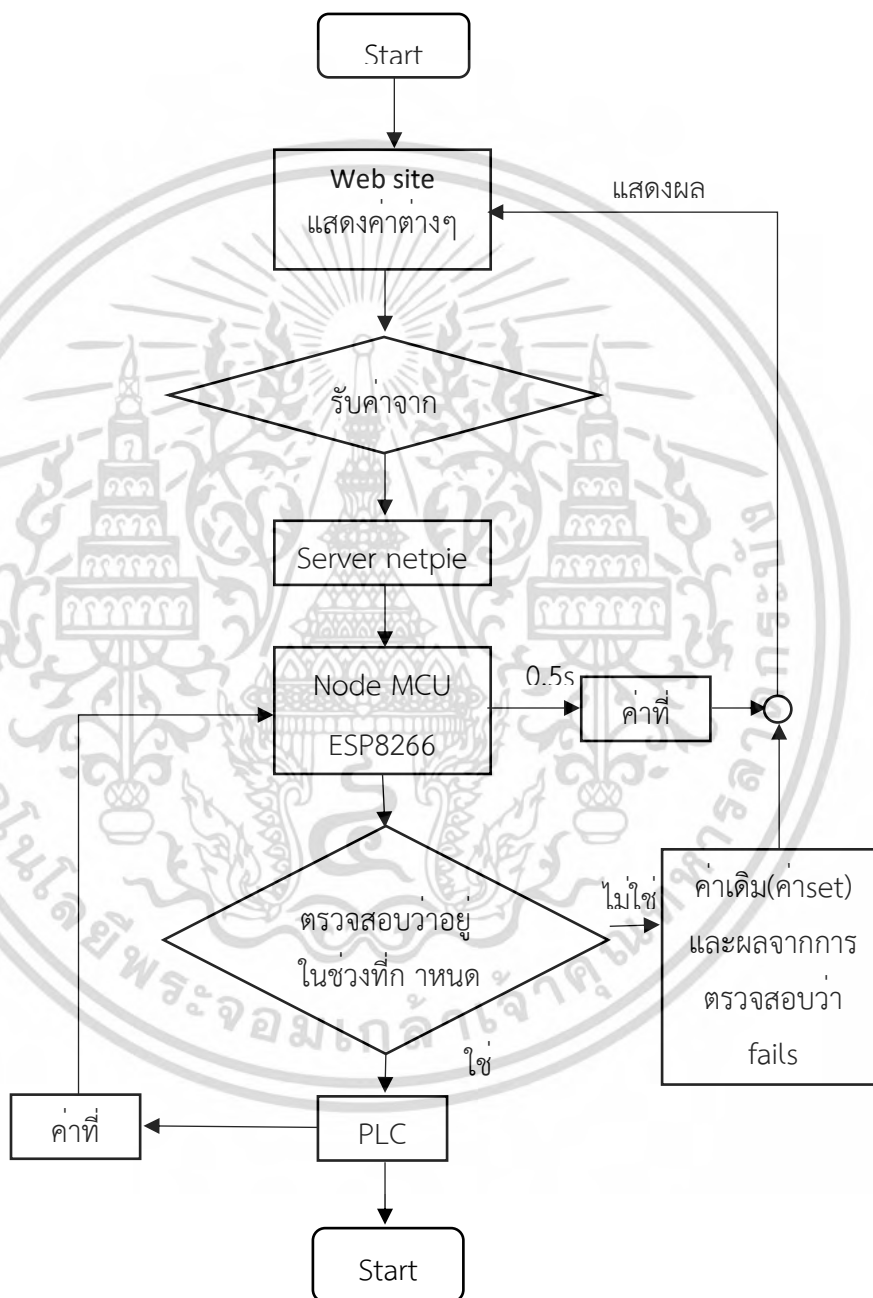 Start
Web site
แสดงค่าต่างๆ
แสดงผล
รับค่าจาก
Server netpie
Node MCU
ESP8266
0.5s
ค่าที่
ตรวจสอบว่าอยู่
ในช่วงที่ก าหนด
ไม่ใช่
ค่าเดิม(ค่าset)
และผลจากการ
ตรวจสอบว่า
fails
ใช่
ค่าที่
PLC
Start